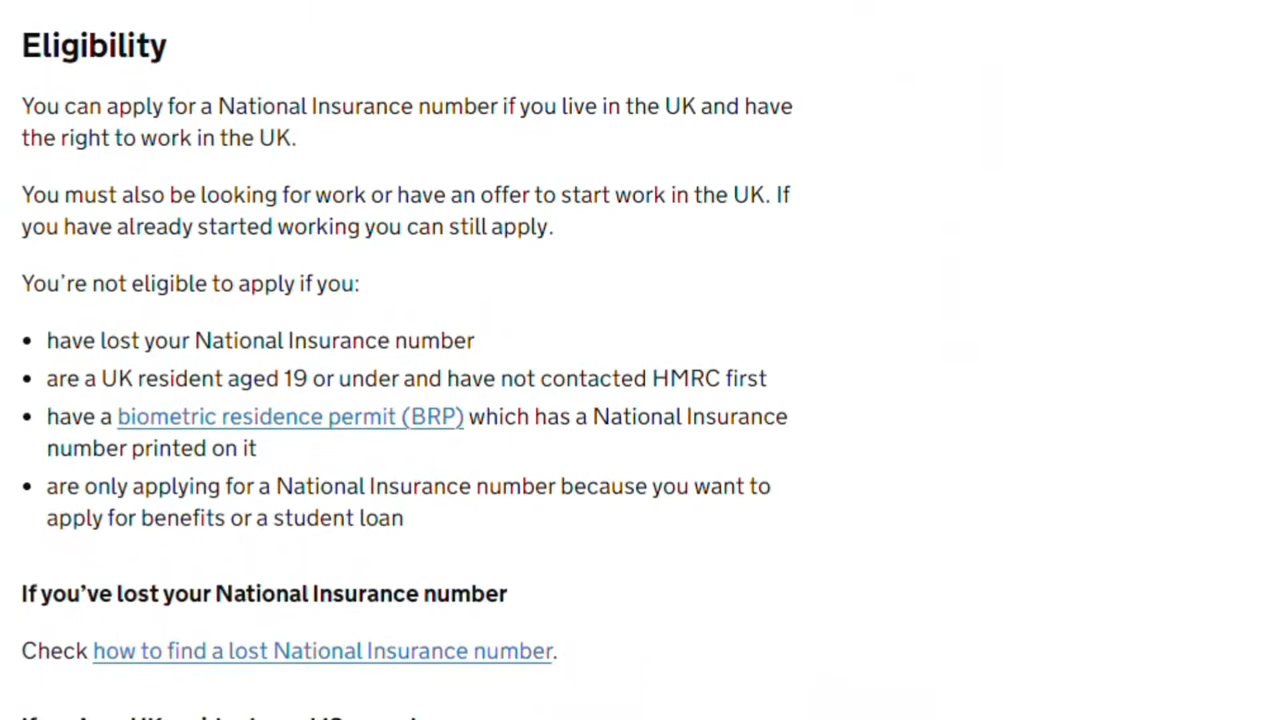 Eligibility
You can apply for a National Insurance number if you live in the UK and have
the right to work in the UK.
You must also be looking for work or have an offer to start work in the UK. If
you have already started working you can still apply.
You’re not eligible to apply if you:
• have lost your National Insurance number
• are a UK resident aged 19 or under and have not contacted HMRC first
• have a biometric residence permit (BRP) which has a National Insurance
number printed on it
• are only applying for a National Insurance number because you want to
apply for benefits or a student loan
If you’ve lost your National Insurance number
Check how to find a lost National Insurance number.